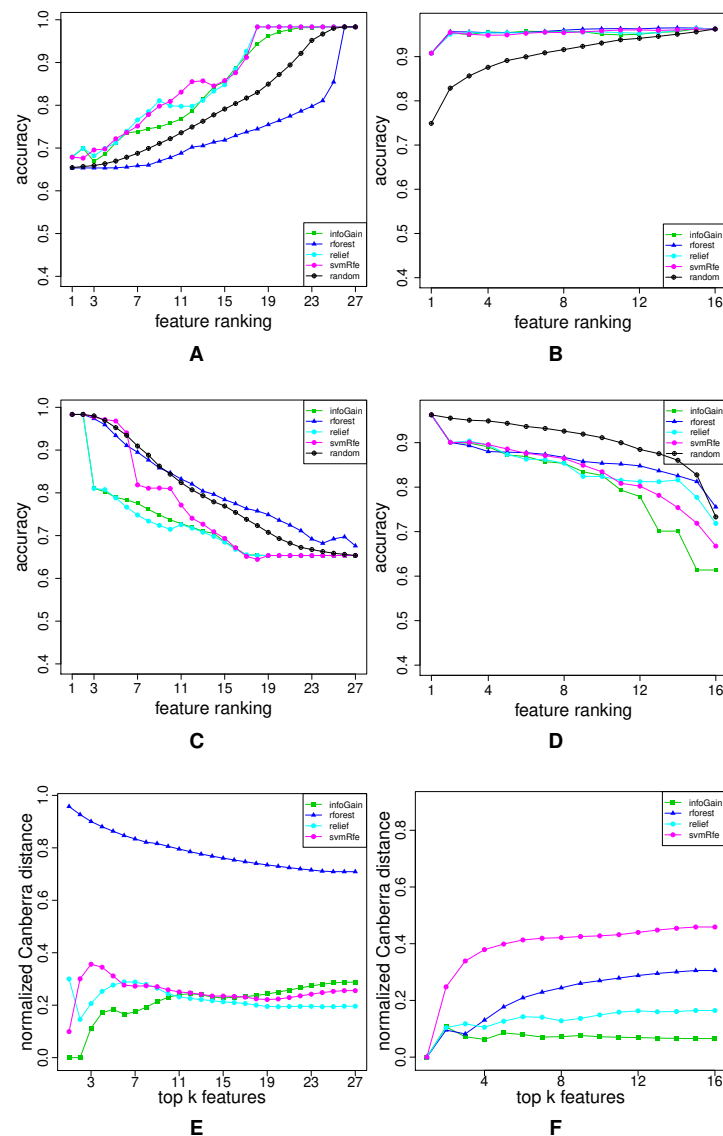 1.0
0.9
0.8
0.7
0.6
0.5
0.4
accuracy
1 3 7 11 15 19 23 27
feature ranking
infoGain
rforest
relief
svmRfe
random
A
0.9
0.8
0.7
0.6
0.5
0.4
accuracy
1 4 8 12 16
feature ranking
infoGain
rforest
relief
svmRfe
random
B
1.0
0.9
0.8
0.7
0.6
0.5
0.4
accuracy
1 3 7 11 15 19 23 27
feature ranking
infoGain
rforest
relief
svmRfe
random
C
0.9
0.8
0.7
0.6
0.5
0.4
accuracy
1 4 8 12 16
feature ranking
infoGain
rforest
relief
svmRfe
random
D
1.0
0.8
0.6
0.4
0.2
0.0
normalized Canberra distance
3 7 11 15 19 23 27
top k features
infoGain
rforest
relief
svmRfe
E
0.8
0.6
0.4
0.2
0.0
normalized Canberra distance
4 8 12 16
top k features
infoGain
rforest
relief
svmRfe
F